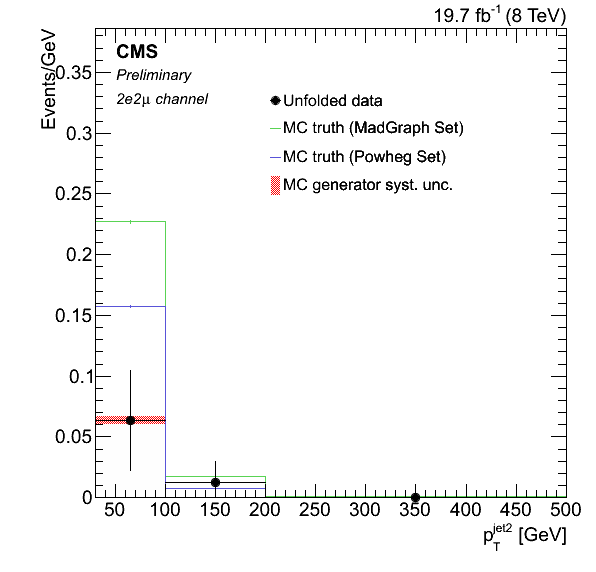 19.7 fb⁻¹ (8 TeV)
CMS
Preliminary
2e2μ channel
Unfolded data
MC truth (MadGraph Set)
MC truth (Powheg Set)
MC generator syst. unc.
Events/GeV
0.35
0.3
0.25
0.2
0.15
0.1
0.05
0
50 100 150 200 250 300 350 400 450 500
p_T^jet2 [GeV]